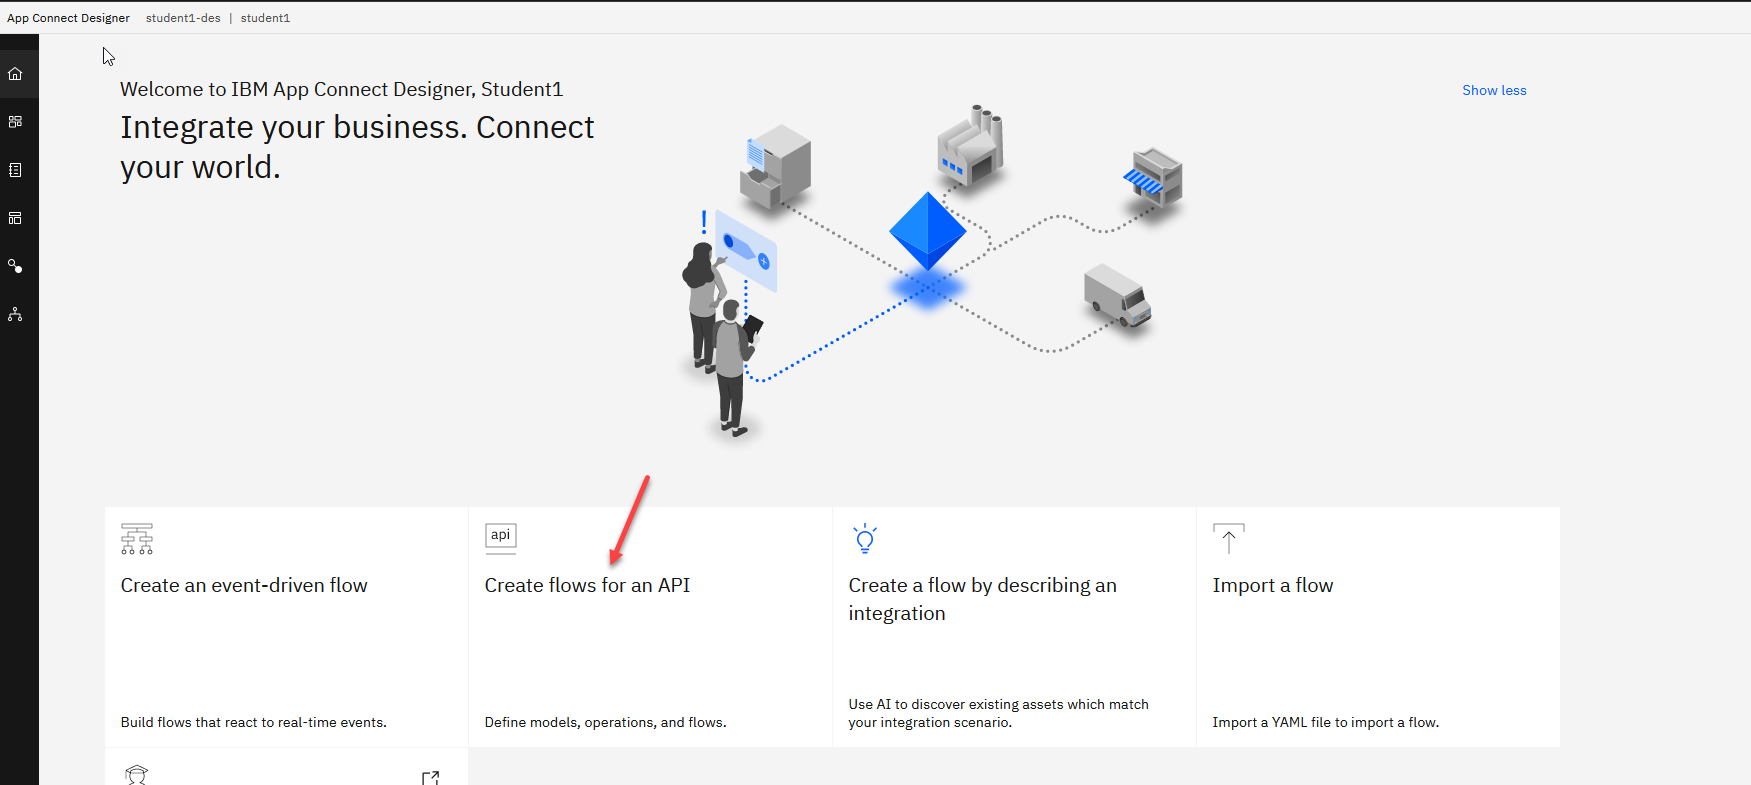 App Connect Designer student1-des | student1
Welcome to IBM App Connect Designer, Student1
Show less
Integrate your business. Connect
your world.
!
api
Create an event-driven flow
Create flows for an API
Create a flow by describing an
integration
Import a flow
Build flows that react to real-time events.
Define models, operations, and flows.
Use AI to discover existing assets which match
your integration scenario.
Import a YAML file to import a flow.